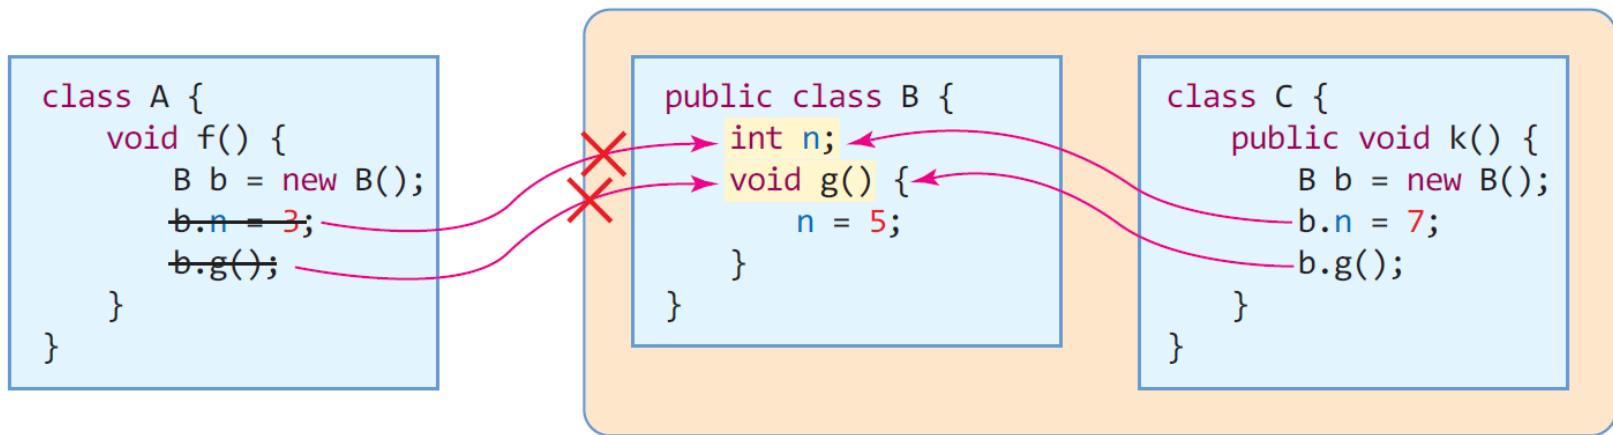 class A {
void f() {
B b = new B();
b.n = 3;
b.g();
}
}
public class B {
int n;
void g() {
n = 5;
}
}
class C {
public void k() {
B b = new B();
b.n = 7;
b.g();
}
}